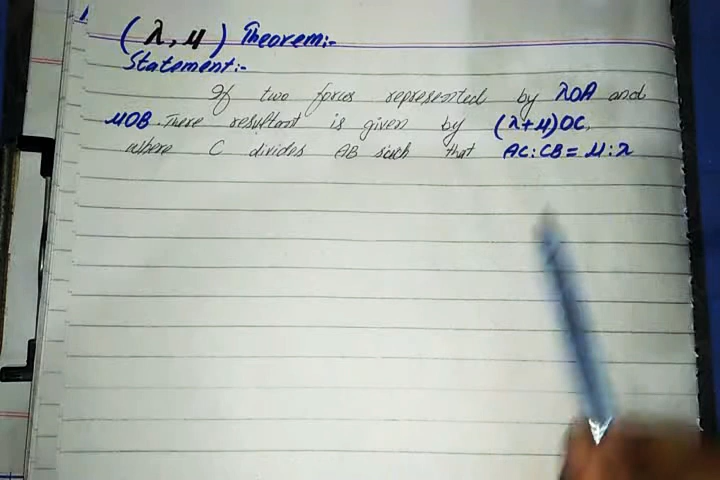 (λ, μ) Theorem:-
Statement:-
If two forces represented by λOA and
μOB. There resultant is given by (λ+μ)OC,
where C divides AB such that AC:CB = μ:λ